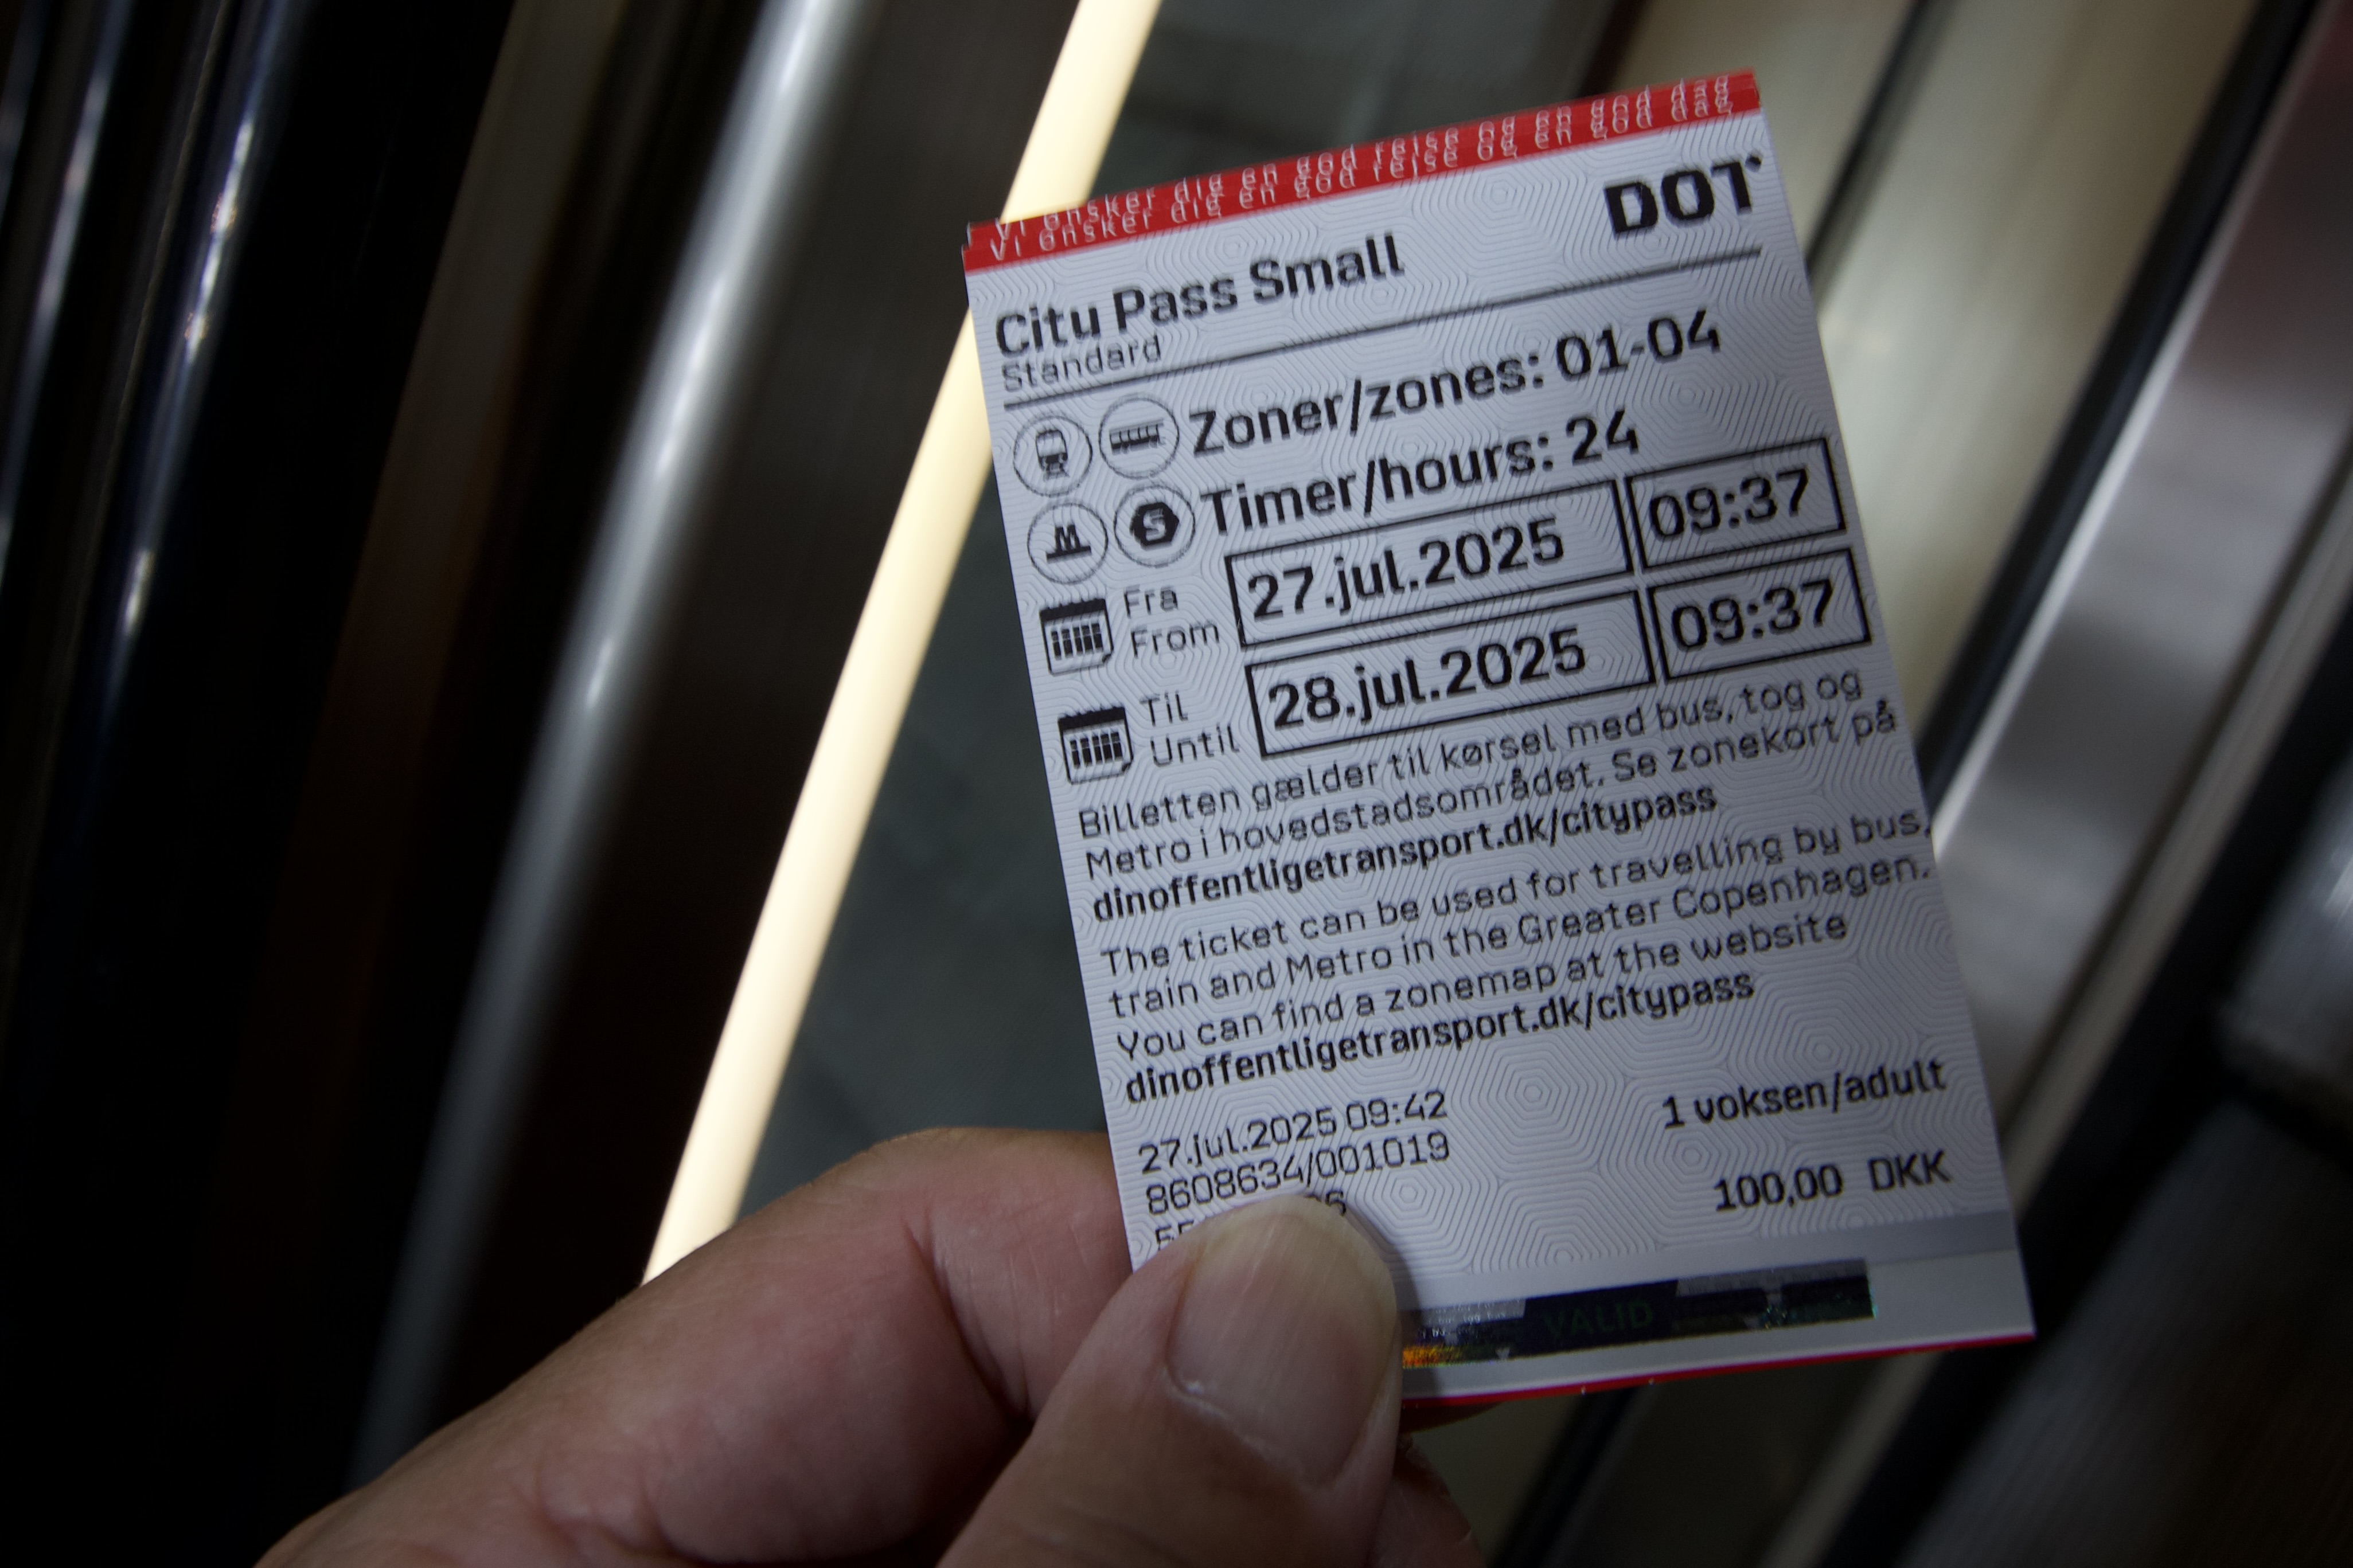 Vi ønsker dig en god rejse og en god dag
Vi ønsker dig en god rejse og en god dag
DOT
City Pass Small
Standard
Zoner/zones: 01-04
Timer/hours: 24
M S
Fra
From
27.jul.2025 09:37
Til
Until
28.jul.2025 09:37
Billetten gælder til kørsel med bus, tog og
Metro i hovedstadsområdet. Se zonekort på
dinoffentligetransport.dk/citypass
The ticket can be used for travelling by bus,
train and Metro in the Greater Copenhagen.
You can find a zonemap at the website
dinoffentligetransport.dk/citypass
27.jul.2025 09:42
1 voksen/adult
8608634/001019
100,00 DKK
VALID